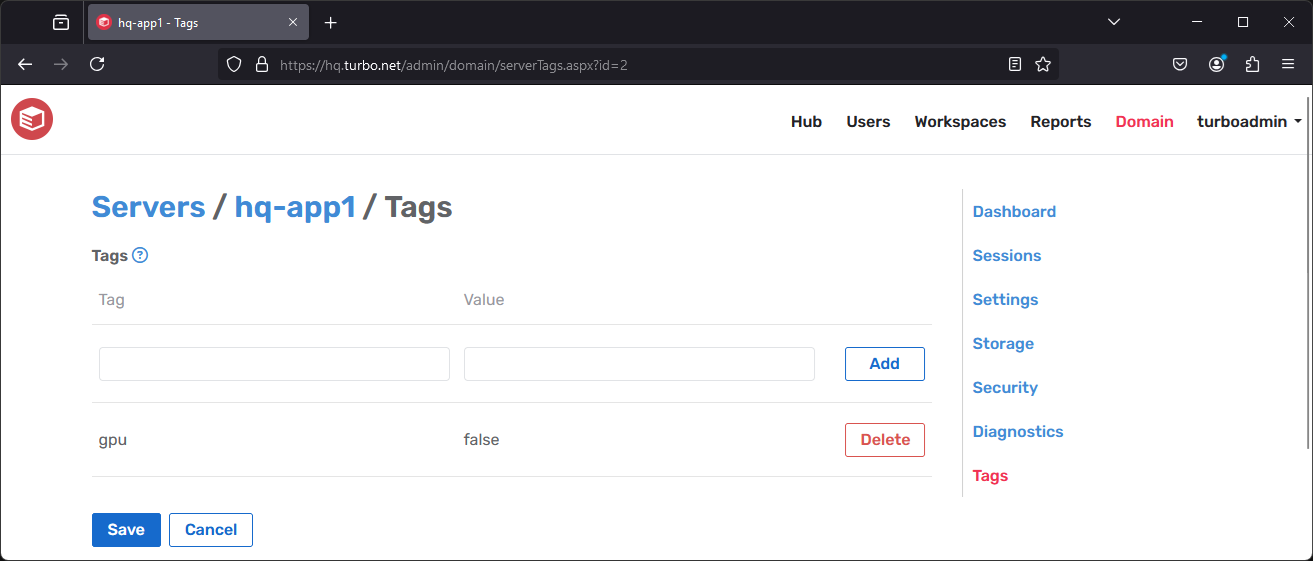 hq-app1 - Tags
https://hq.turbo.net/admin/domain/serverTags.aspx?id=2
Hub Users Workspaces Reports Domain turboadmin
Servers / hq-app1 / Tags
Tags ?
Tag Value
Add
gpu false Delete
Save Cancel
Dashboard
Sessions
Settings
Storage
Security
Diagnostics
Tags